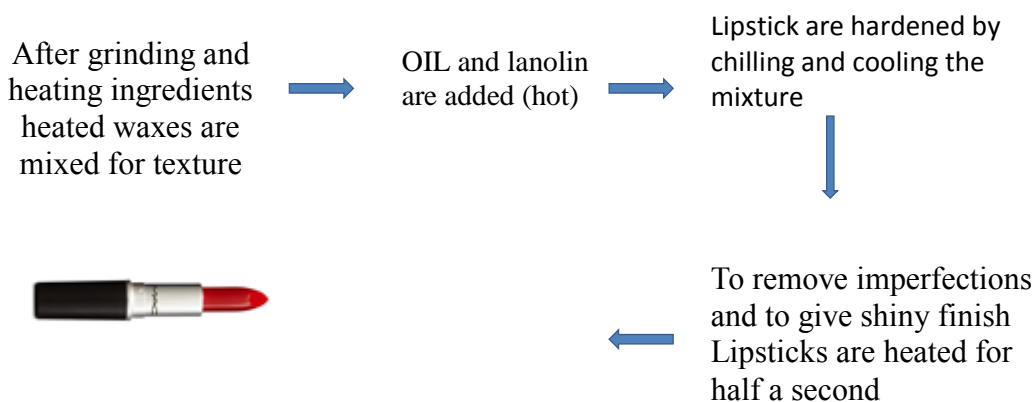 After grinding and
heating ingredients
heated waxes are
mixed for texture
OIL and lanolin
are added (hot)
Lipstick are hardened by
chilling and cooling the
mixture
To remove imperfections
and to give shiny finish
Lipsticks are heated for
half a second
MAC